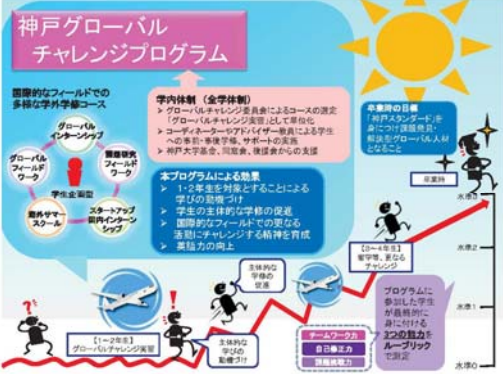 神戸グローバル
チャレンジプログラム
国際的なフィールドでの
多様な学外学修コース
グローバル
インターンシップ
グローバル
フィールド
ワーク
フィールド
ワーク
学生企画型
海外サマー
スクール
スタートアップ
国内インターン
シップ
学内体制（全学体制）
グローバルチャレンジ委員会によるコースの選定
「グローバルチャレンジ実習」として単位化
コーディネーターやアドバイザー教員による学生
への事前・事後学修、サポートの実施
神戸大学基金、同窓会、後援会からの支援
本プログラムによる効果
1・2年生を対象とすることによる
学びの動機づけ
学生の主体的な学修の促進
国際的なフィールドでの更なる
活動にチャレンジする精神を育成
英語力の向上
卒業時の目標
「神戸スタンダード」を
身につけ課題発見・
解決型グローバル人材
となること
卒業時
水準3
水準2
水準1
水準0
【3～4年生】
留学等、更なる
チャレンジ
主体的な
学修の
促進
【1～2年生】
グローバルチャレンジ実習
主体的な
学びの
動機づけ
チームワーク力
自己修正力
課題挑戦力
プログラムに
参加した学生
が最終的に
身に付ける
3つの能力を
ルーブリック
で測定